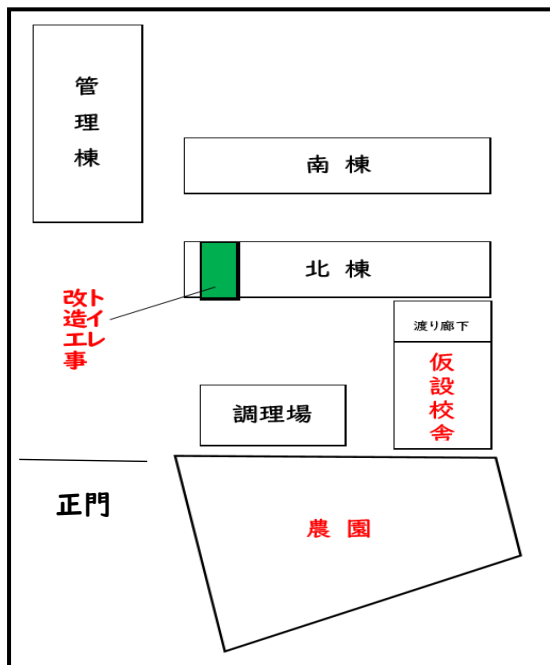 管理棟
南棟
北棟
トイレ
改造工事
渡り廊下
仮設校舎
調理場
正門
農園